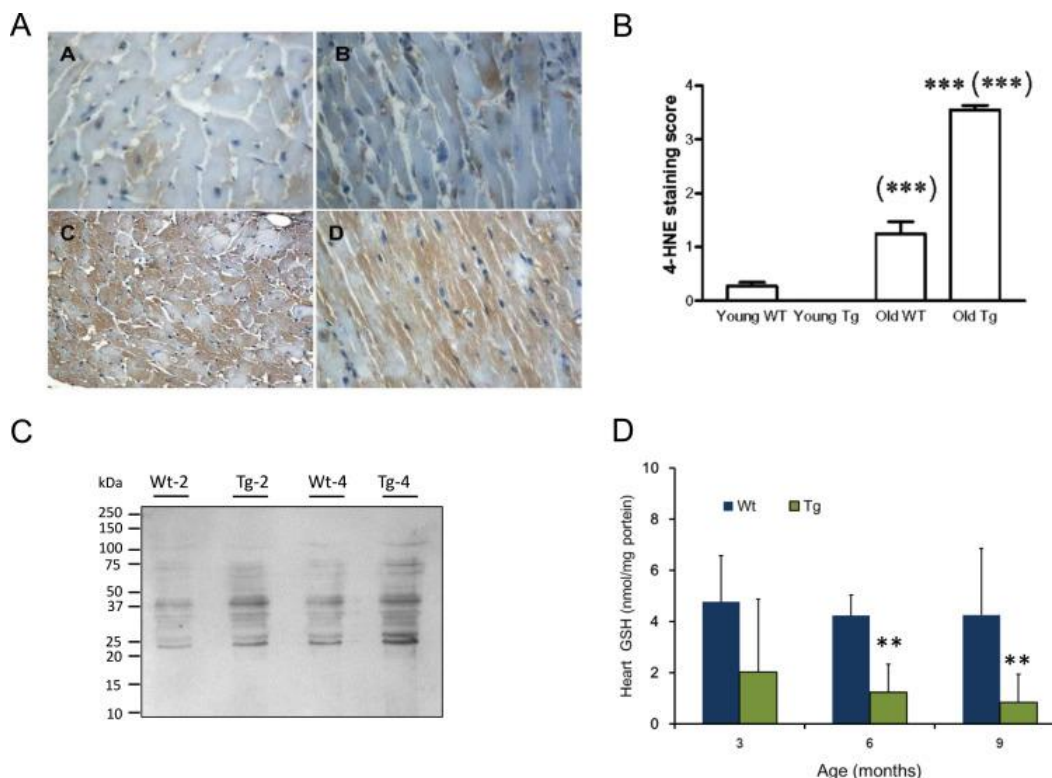 A
A
B
C
D
B
4-HNE staining score
4
3
2
1
0
(***)
*** (***)
Young WT Young Tg Old WT Old Tg
C
kDa
Wt-2 Tg-2 Wt-4 Tg-4
250
150
100
75
50
37
25
20
15
10
D
Heart GSH (nmol/mg portein)
10
8
6
4
2
0
Wt Tg
**
**
3 6 9
Age (months)